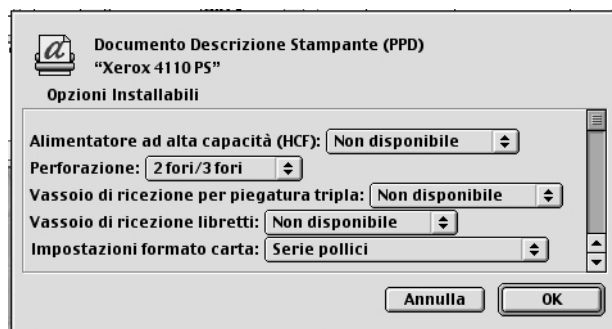 Documento Descrizione Stampante (PPD)
“Xerox 4110 PS”
Opzioni Installabili
Alimentatore ad alta capacità (HCF): Non disponibile
Perforazione: 2 fori/3 fori
Vassoio di ricezione per piegatura tripla: Non disponibile
Vassoio di ricezione libretti: Non disponibile
Impostazioni formato carta: Serie pollici
Annulla OK